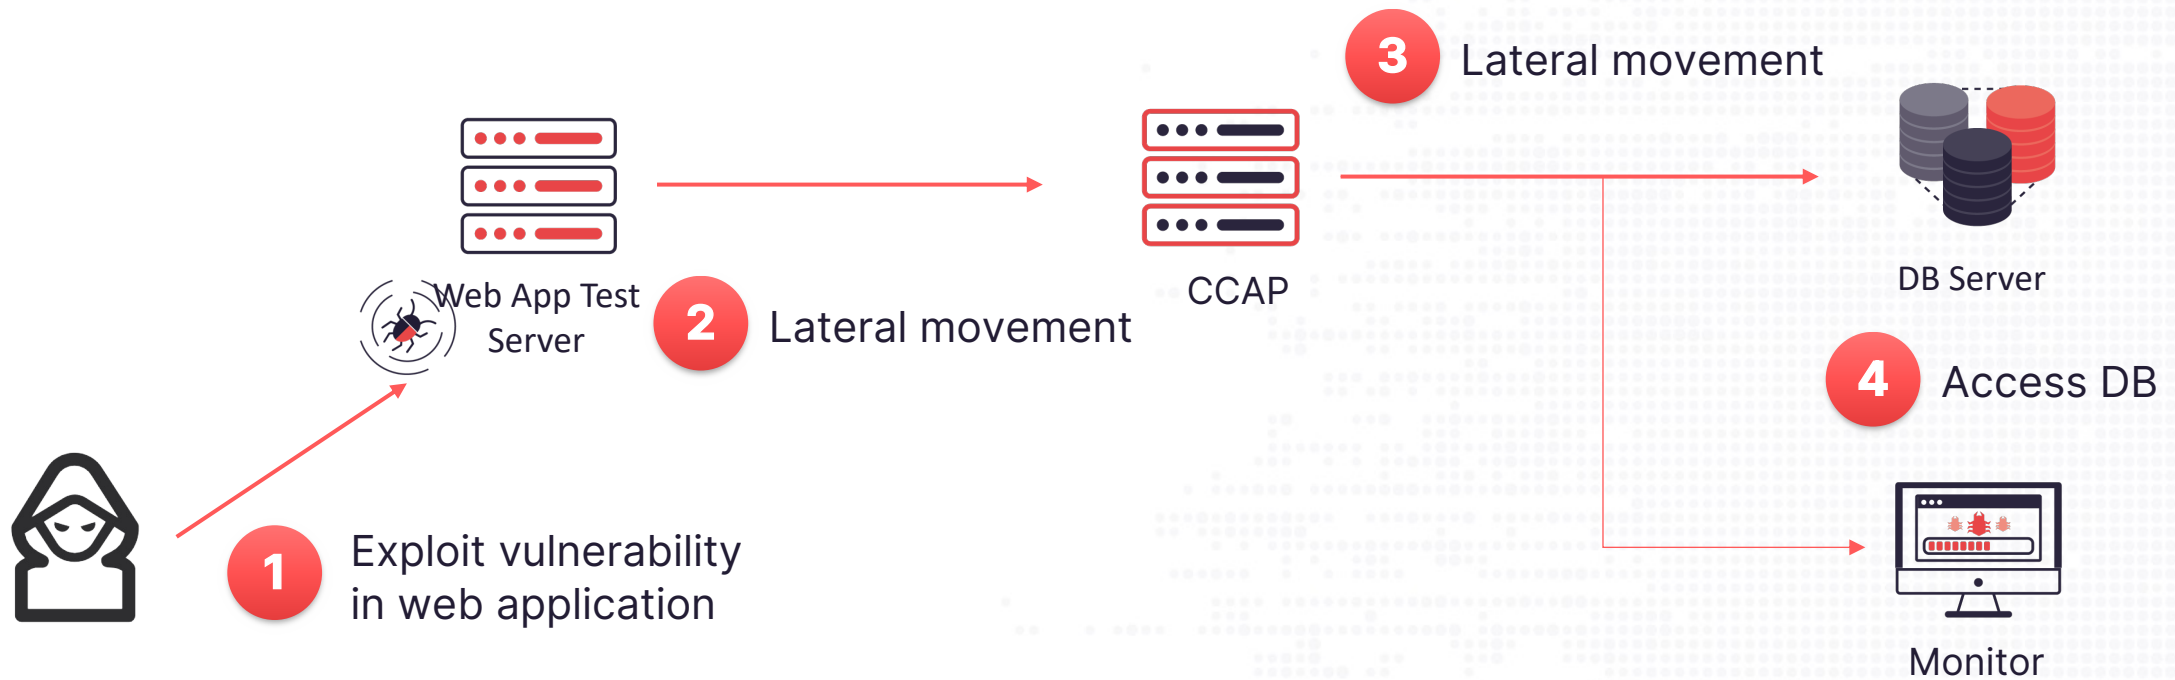 3 Lateral movement
Web App Test
Server
2 Lateral movement
CCAP
DB Server
4 Access DB
1 Exploit vulnerability
in web application
Monitor